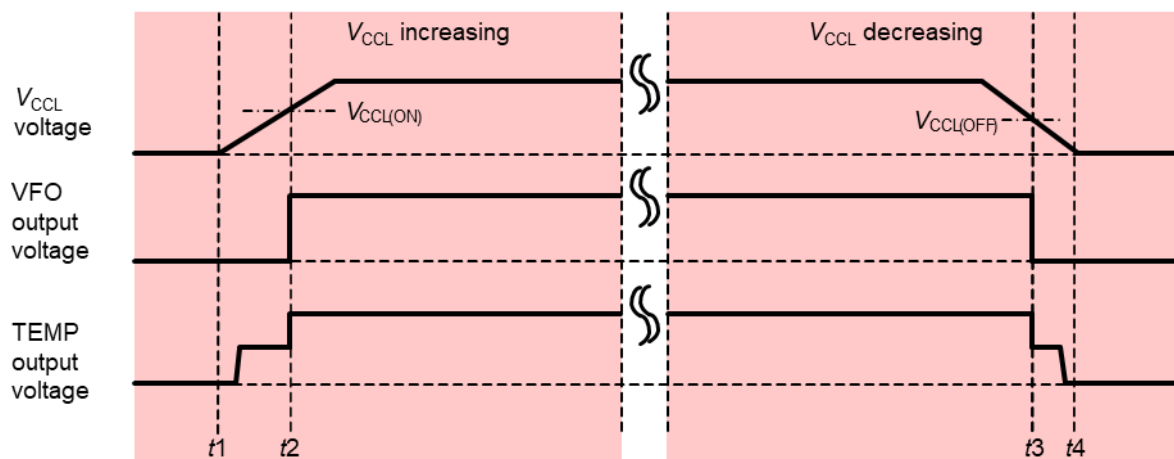 VCCL increasing
VCCL decreasing
VCCL
voltage
VCCL(ON)
VCCL(OFF)
VFO
output
voltage
TEMP
output
voltage
t1
t2
t3
t4